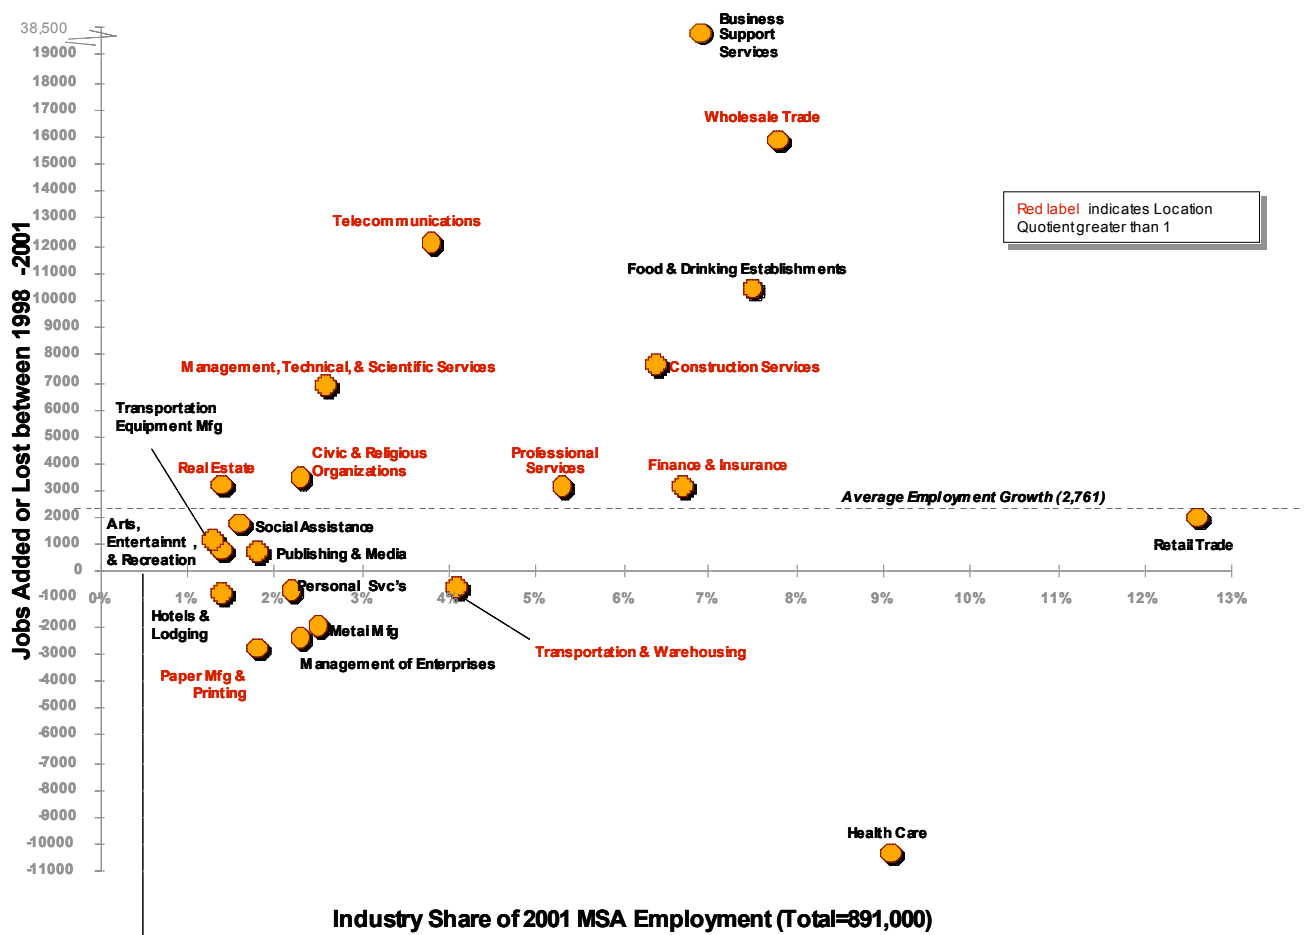 38,500
Business
Support
Services
19000
18000
17000
Wholesale Trade
16000
15000
14000
Red label indicates Location
Quotient greater than 1
13000
Telecommunications
12000
11000
Food & Drinking Establishments
10000
9000
8000
Management, Technical, & Scientific Services
Construction Services
7000
6000
Transportation
Equipment Mfg
5000
Civic & Religious
Organizations
Professional
Services
Real Estate
Finance & Insurance
4000
3000
Average Employment Growth (2,761)
2000
Arts,
Entertainnt ,
& Recreation
Social Assistance
Retail Trade
1000
Publishing & Media
0
Personal Svc's
-1000
0%
1%
2%
3%
4%
5%
6%
7%
8%
9%
10%
11%
12%
13%
Hotels &
Lodging
-2000
Metal Mfg
-3000
Management of Enterprises
Transportation & Warehousing
Paper Mfg &
Printing
-4000
-5000
-6000
-7000
-8000
-9000
Health Care
-10000
-11000
Jobs Added or Lost between 1998 -2001
Industry Share of 2001 MSA Employment (Total=891,000)